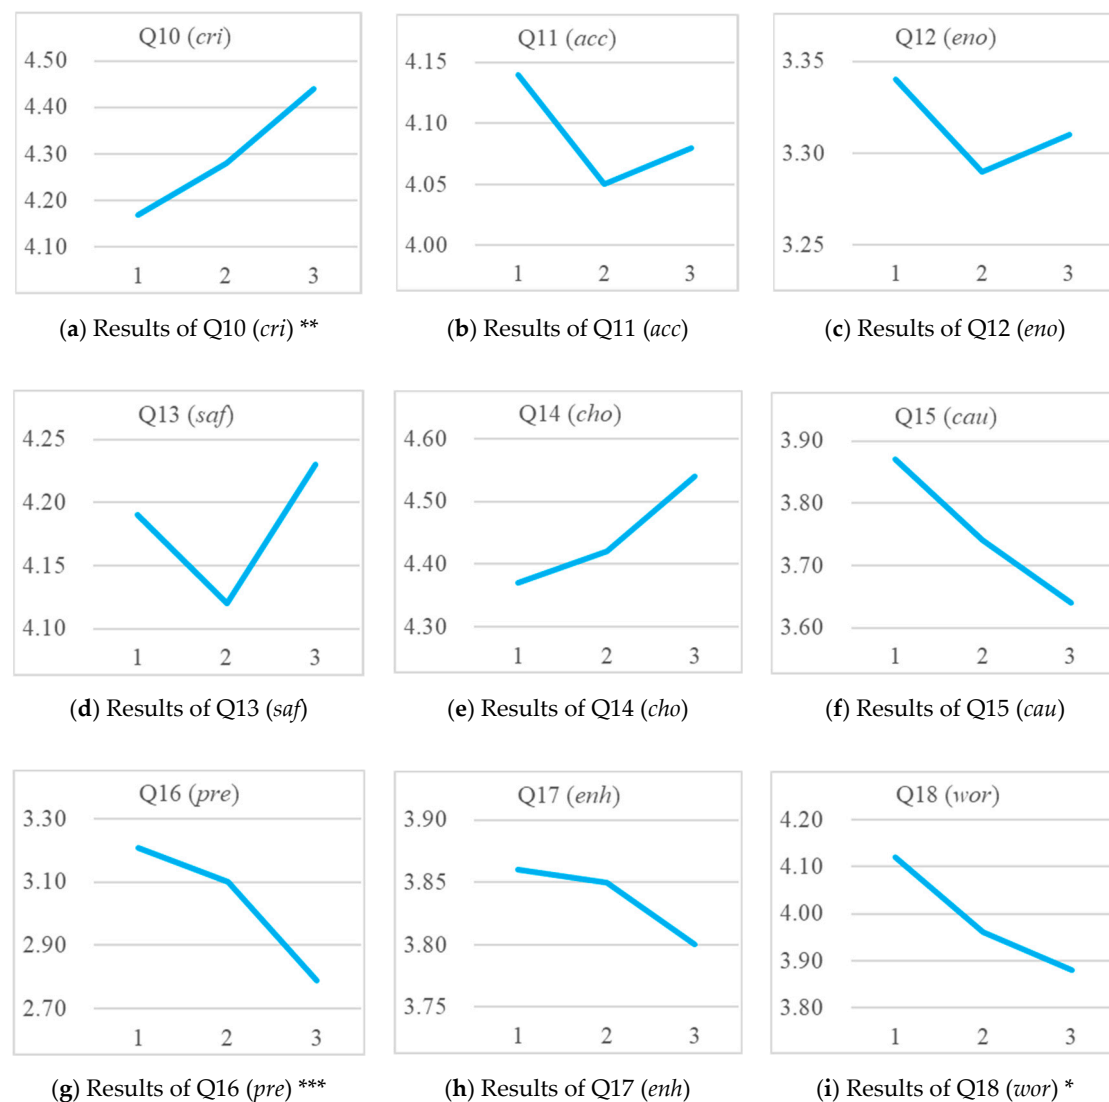 Q10 (cri)
4.50
4.40
4.30
4.20
4.10
1 2 3
(a) Results of Q10 (cri) **
Q11 (acc)
4.15
4.10
4.05
4.00
1 2 3
(b) Results of Q11 (acc)
Q12 (eno)
3.35
3.30
3.25
1 2 3
(c) Results of Q12 (eno)
Q13 (saf)
4.25
4.20
4.15
4.10
1 2 3
(d) Results of Q13 (saf)
Q14 (cho)
4.60
4.50
4.40
4.30
1 2 3
(e) Results of Q14 (cho)
Q15 (cau)
3.90
3.80
3.70
3.60
1 2 3
(f) Results of Q15 (cau)
Q16 (pre)
3.30
3.10
2.90
2.70
1 2 3
(g) Results of Q16 (pre) ***
Q17 (enh)
3.90
3.85
3.80
3.75
1 2 3
(h) Results of Q17 (enh)
Q18 (wor)
4.20
4.10
4.00
3.90
3.80
1 2 3
(i) Results of Q18 (wor) *